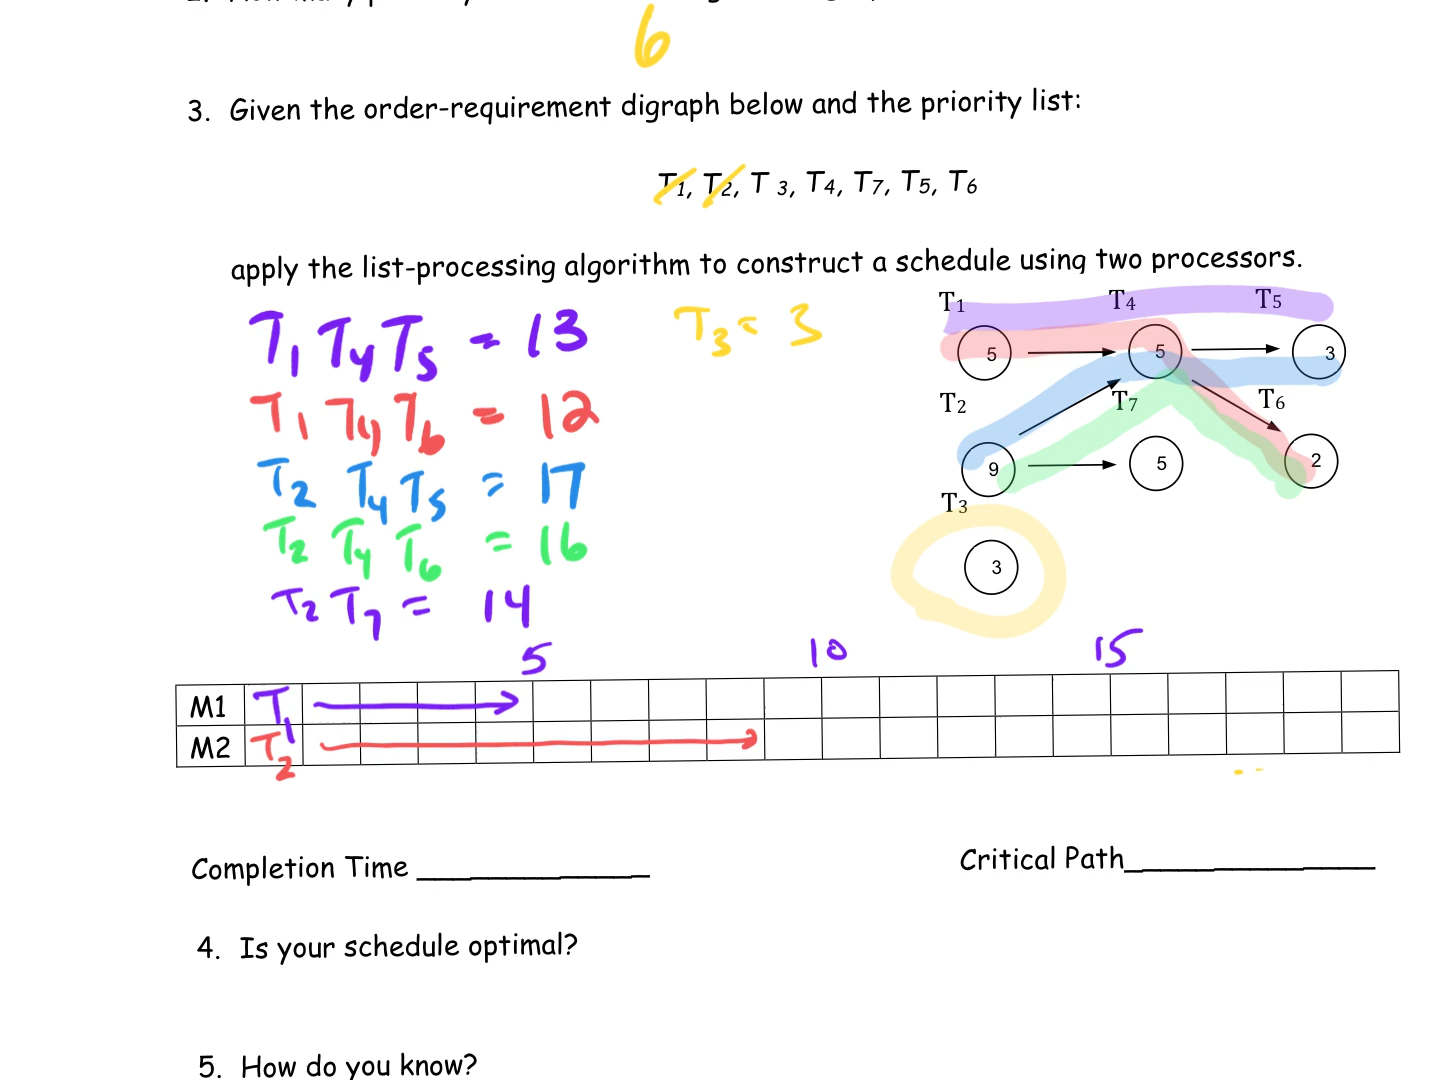 6
3. Given the order-requirement digraph below and the priority list:
T1, T2, T 3, T4, T7, T5, T6
apply the list-processing algorithm to construct a schedule using two processors.
T1 T4 T5 = 13
T3 = 3
T1 T4 T6 = 12
T2 T4 T5 = 17
T2 T4 T6 = 16
T2 T7 = 14
T1 T4 T5
5 5 3
T2 T7 T6
9 5 2
T3
3
5 10 15
M1 T1
M2 T2
Completion Time ______________
Critical Path________________
4. Is your schedule optimal?
5. How do you know?